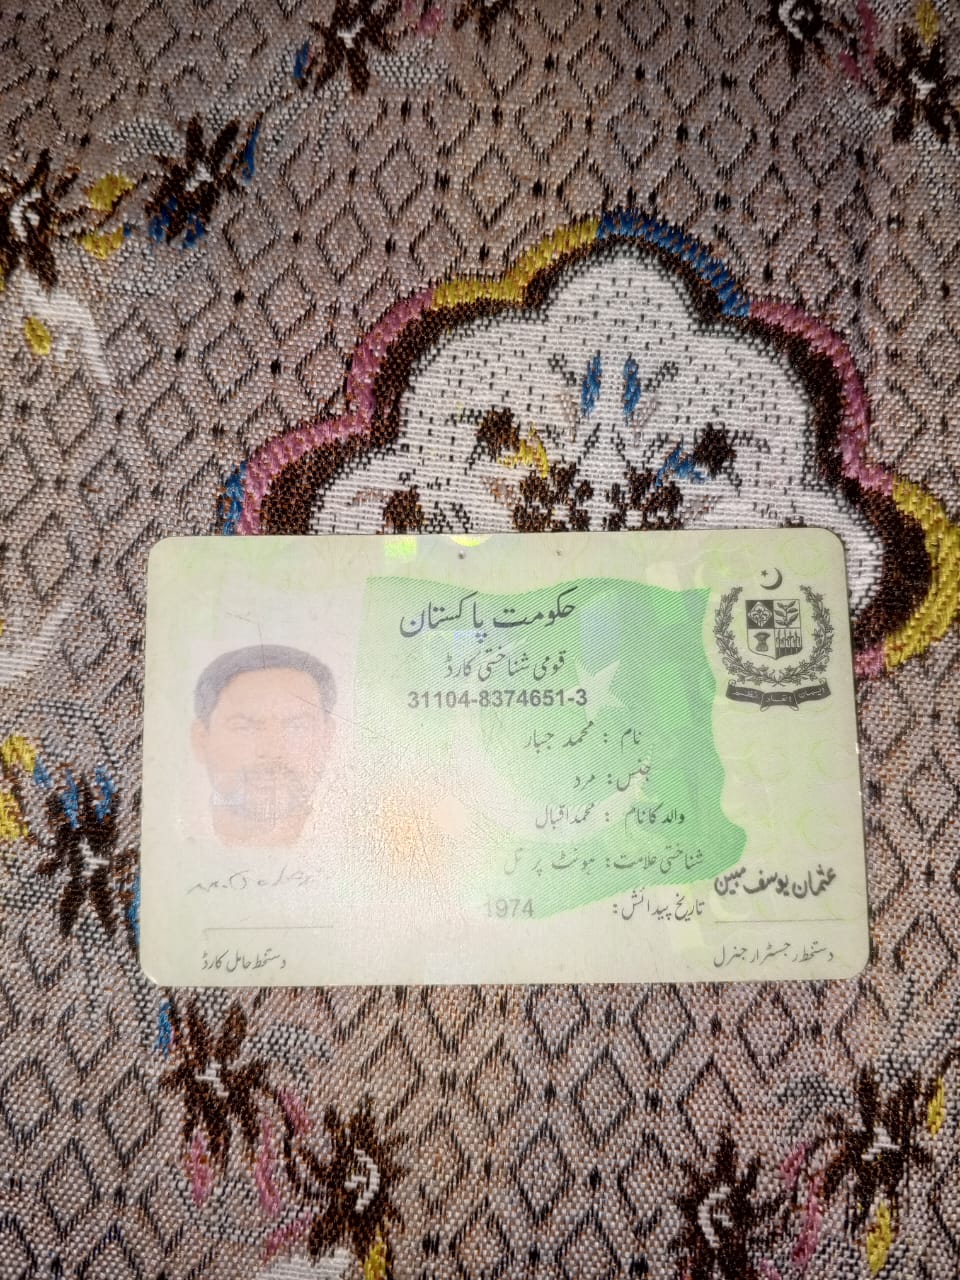 حکومت پاکستان
قومی شناختی کارڈ
31104-8374651-3
نام : محمد جبار
جنس: مرد
والد کا نام : محمد اقبال
شناختی علامت: ہونٹ پر تل
تاریخ پیدائش: 1974
عثمان یوسف مبین
دستخط رجسٹرار جنرل
دستخط حامل کارڈ